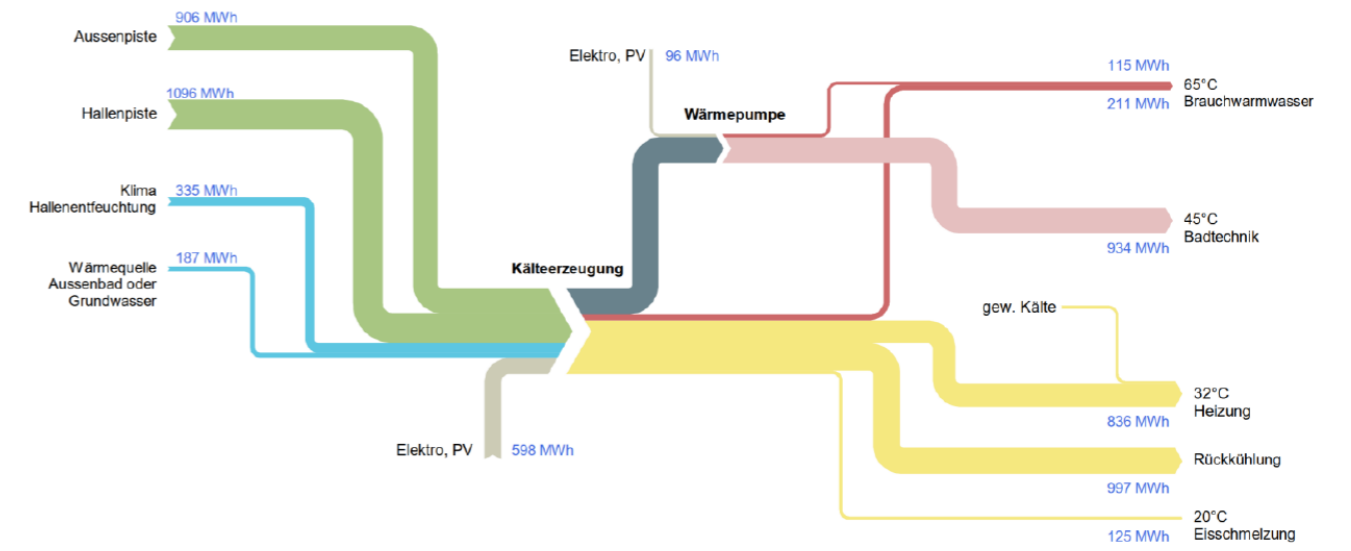 906 MWh
Aussenpiste
1096 MWh
Hallenpiste
Klima
Hallenentfeuchtung
335 MWh
Wärmequelle
Aussenbad oder
Grundwasser
187 MWh
Kälteerzeugung
Elektro, PV
598 MWh
Elektro, PV
96 MWh
Wärmepumpe
115 MWh
211 MWh
65°C
Brauchwarmwasser
45°C
Badtechnik
934 MWh
gew. Kälte
32°C
Heizung
836 MWh
Rückkühlung
997 MWh
20°C
Eisschmelzung
125 MWh